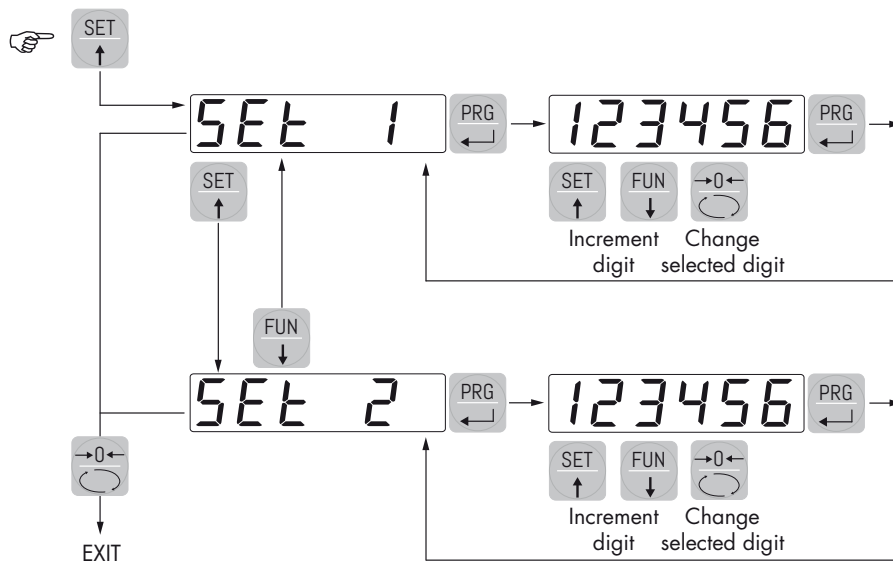 SET
SEt 1
PRG
123456
PRG
SET
SET
FUN
→0←
Increment digit
Change selected digit
FUN
SEt 2
PRG
123456
PRG
→0←
SET
FUN
→0←
Increment digit
Change selected digit
EXIT